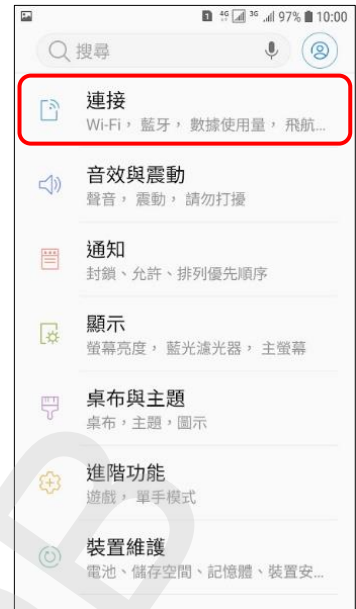 1 4G 3G 97% 10:00
搜尋
連接
Wi-Fi， 藍牙， 數據使用量， 飛航...
音效與震動
聲音， 震動， 請勿打擾
通知
封鎖、允許、排列優先順序
顯示
螢幕亮度， 藍光濾光器， 主螢幕
桌布與主題
桌布，主題，圖示
進階功能
遊戲， 單手模式
裝置維護
電池、儲存空間、記憶體、裝置安...